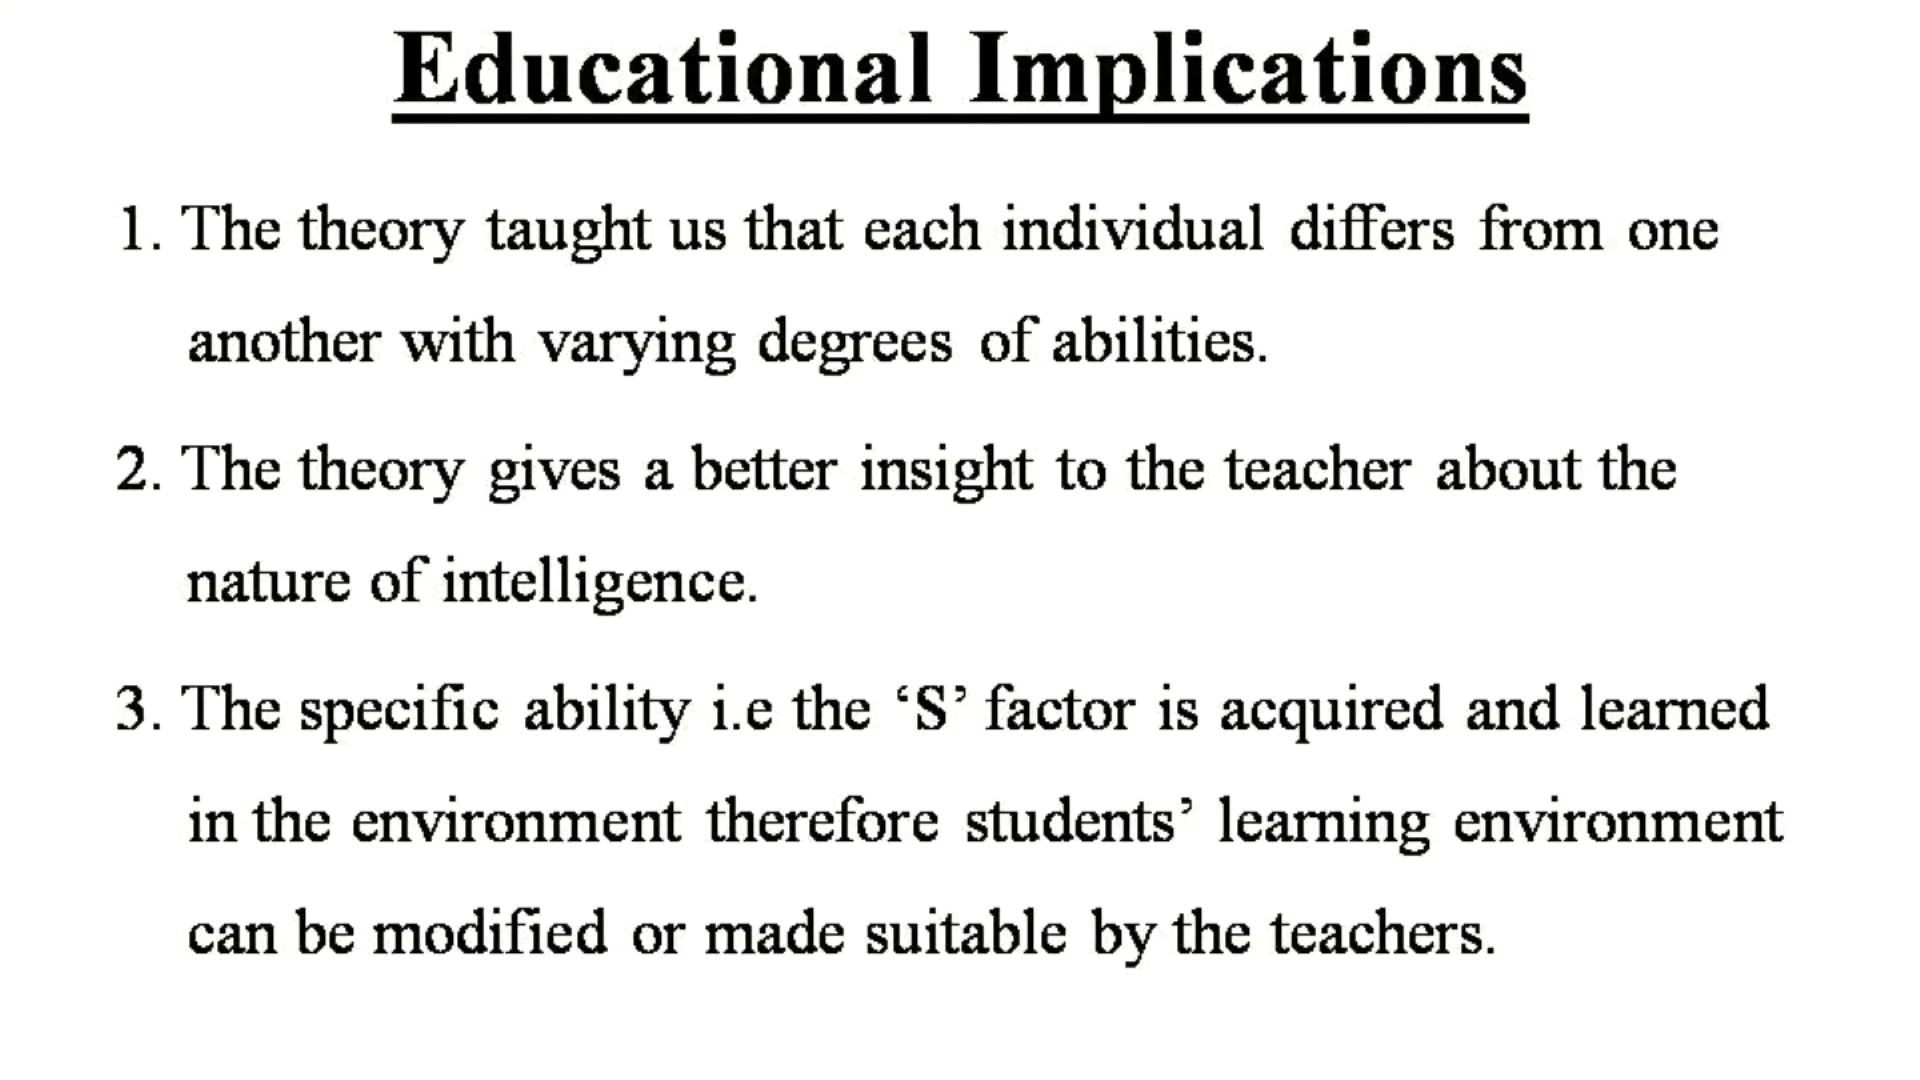 Educational Implications
1. The theory taught us that each individual differs from one
another with varying degrees of abilities.
2. The theory gives a better insight to the teacher about the
nature of intelligence.
3. The specific ability i.e the ‘S’ factor is acquired and learned
in the environment therefore students’ learning environment
can be modified or made suitable by the teachers.